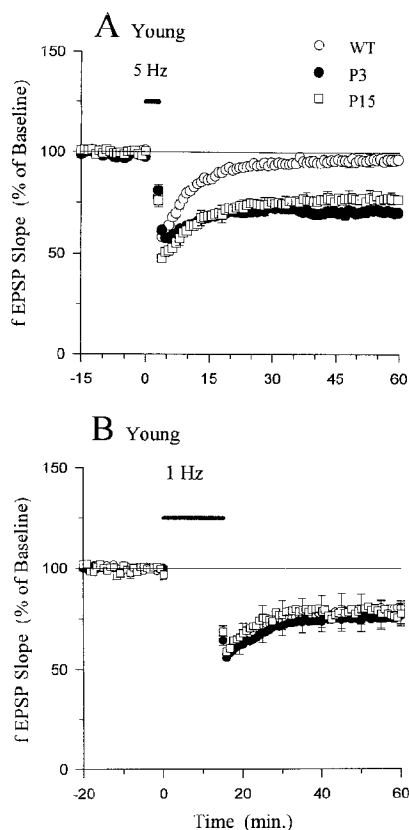 A Young
WT
P3
P15
5 Hz
150
100
50
0
f EPSP Slope (% of Baseline)
-15 0 15 30 45 60
B Young
1 Hz
150
100
50
0
f EPSP Slope (% of Baseline)
-20 0 20 40 60
Time (min.)